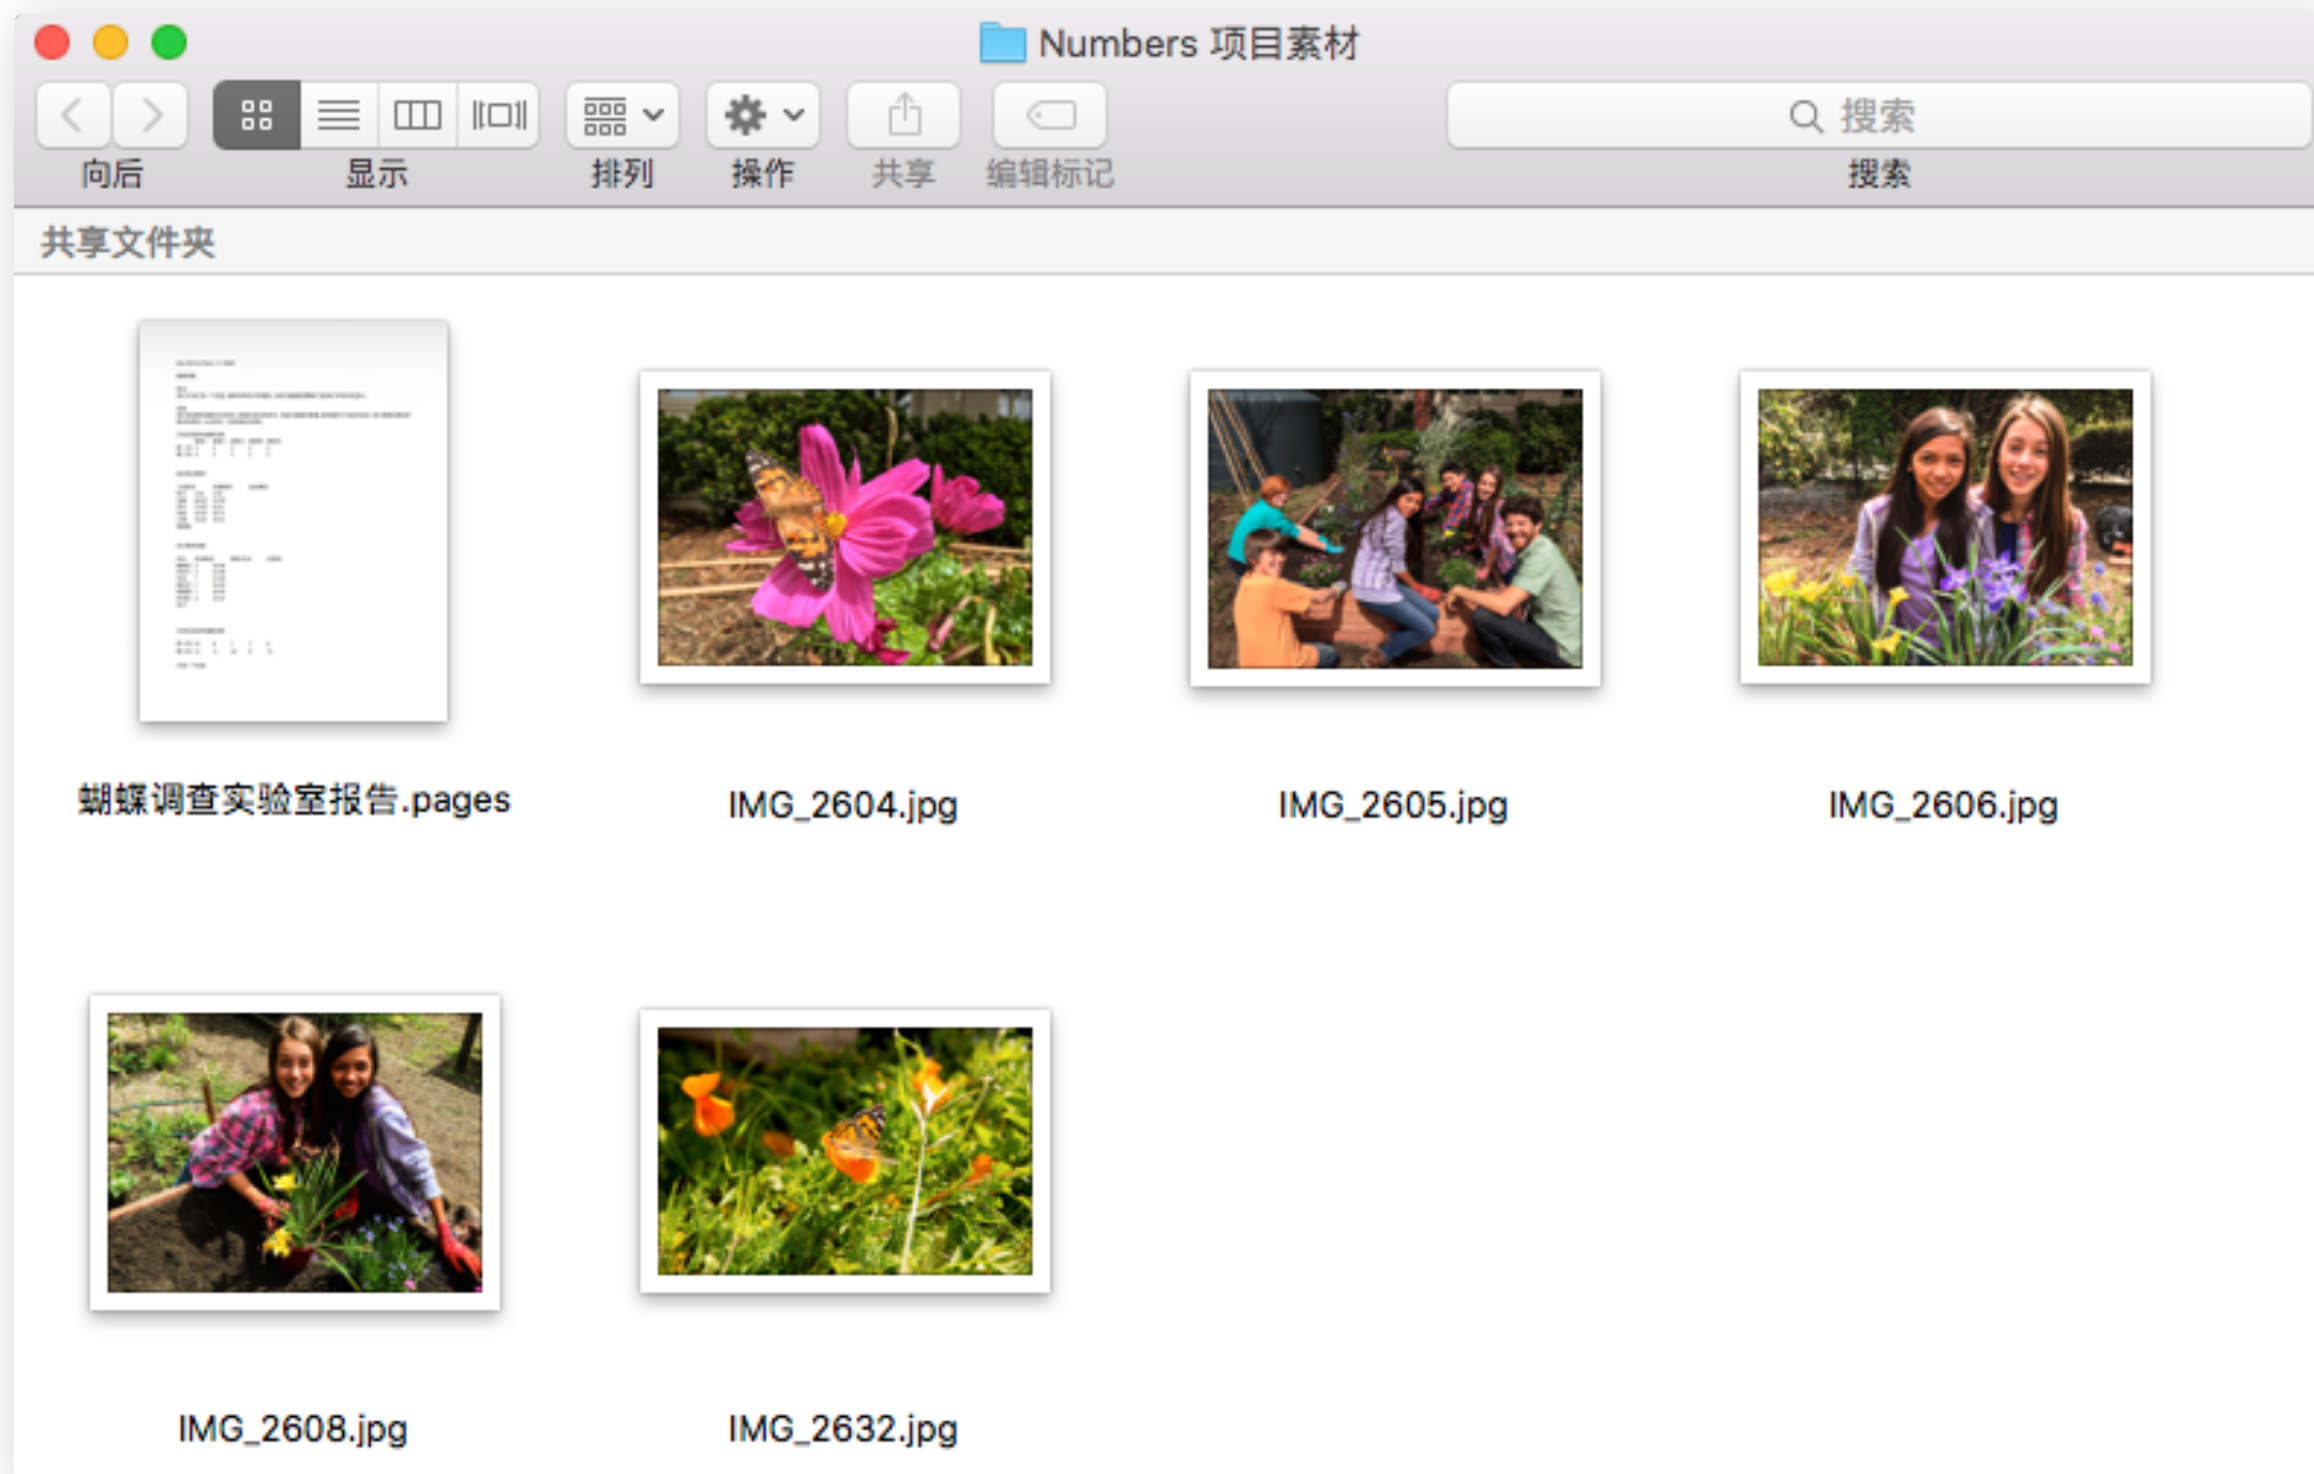 Numbers 项目素材
搜索
向后 显示 排列 操作 共享 编辑标记 搜索
共享文件夹
蝴蝶调查实验室报告.pages IMG_2604.jpg IMG_2605.jpg IMG_2606.jpg
IMG_2608.jpg IMG_2632.jpg